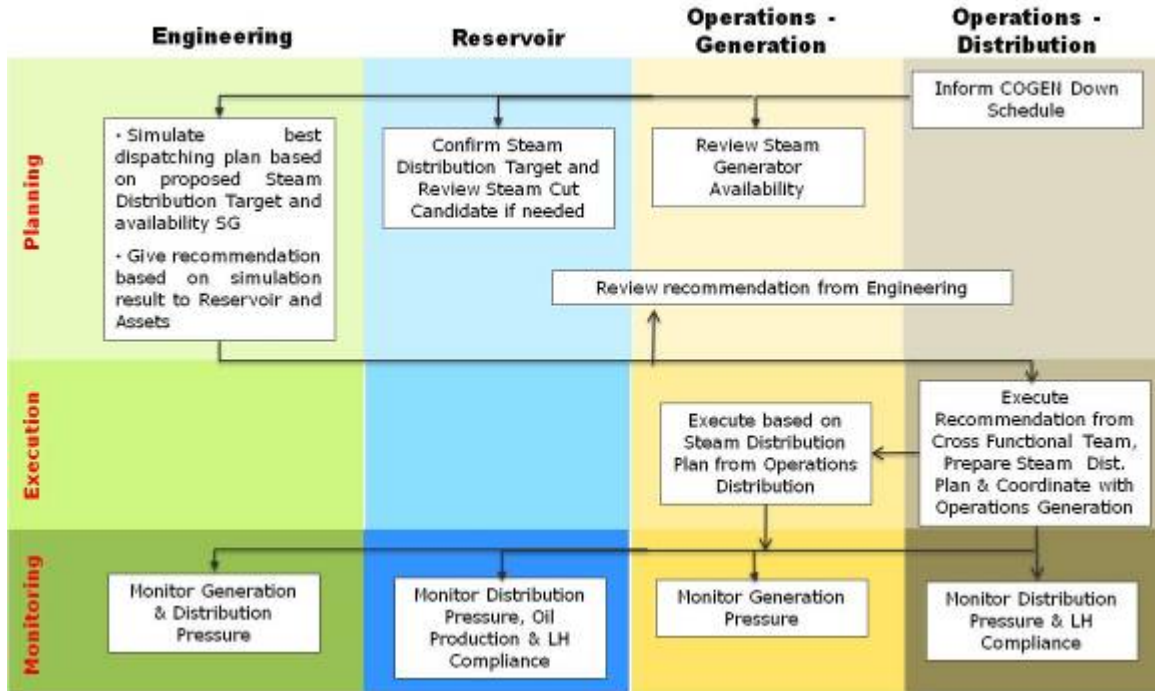 Engineering
Reservoir
Operations -
Generation
Operations -
Distribution
Planning
Inform COGEN Down
Schedule
· Simulate best
dispatching plan based
on proposed Steam
Distribution Target and
availability SG
· Give recommendation
based on simulation
result to Reservoir and
Assets
Confirm Steam
Distribution Target and
Review Steam Cut
Candidate if needed
Review Steam
Generator
Availability
Review recommendation from Engineering
Execution
Execute based on
Steam Distribution
Plan from Operations
Distribution
Execute
Recommendation from
Cross Functional Team,
Prepare Steam Dist.
Plan & Coordinate with
Operations Generation
Monitoring
Monitor Generation
& Distribution
Pressure
Monitor Distribution
Pressure, Oil
Production & LH
Compliance
Monitor Generation
Pressure
Monitor Distribution
Pressure & LH
Compliance